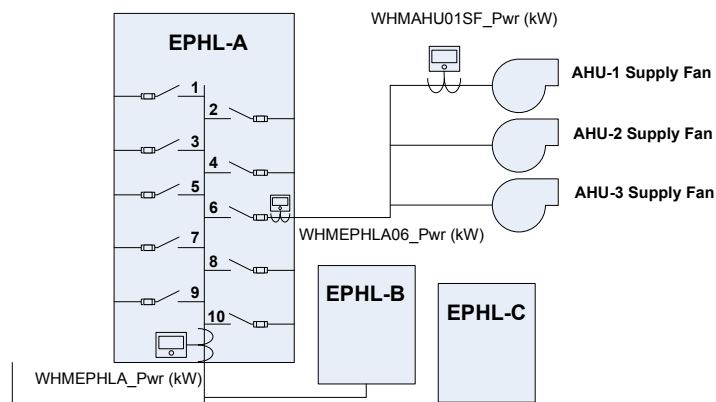 WHMAHU01SF_Pwr (kW)
EPHL-A
AHU-1 Supply Fan
1
2
AHU-2 Supply Fan
3
4
5
AHU-3 Supply Fan
6
WHMEPHLA06_Pwr (kW)
7
8
EPHL-B
9
EPHL-C
10
WHMEPHLA_Pwr (kW)